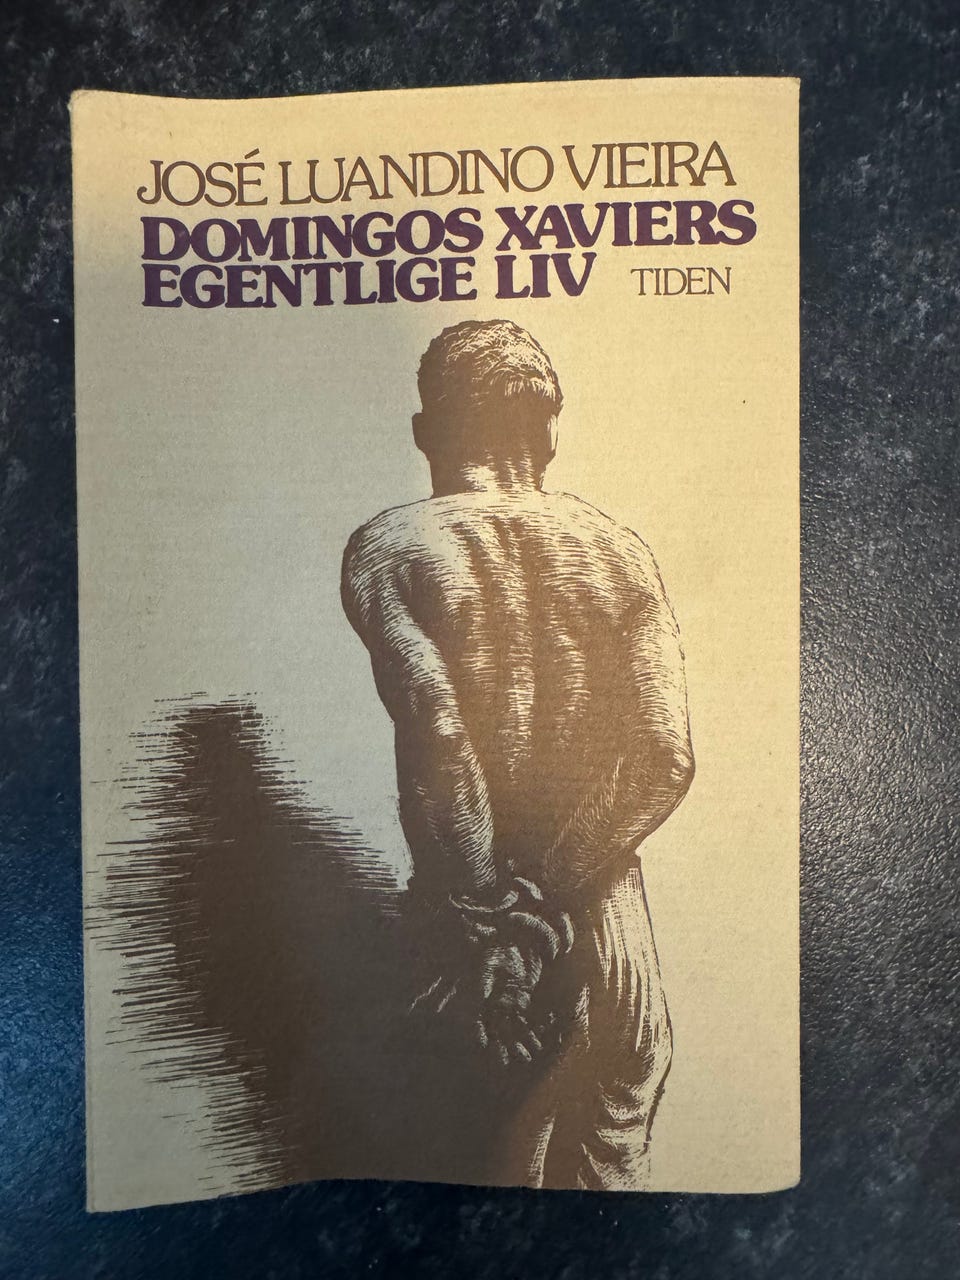 JOSÉ LUANDINO VIEIRA
DOMINGOS XAVIERS
EGENTLIGE LIV TIDEN